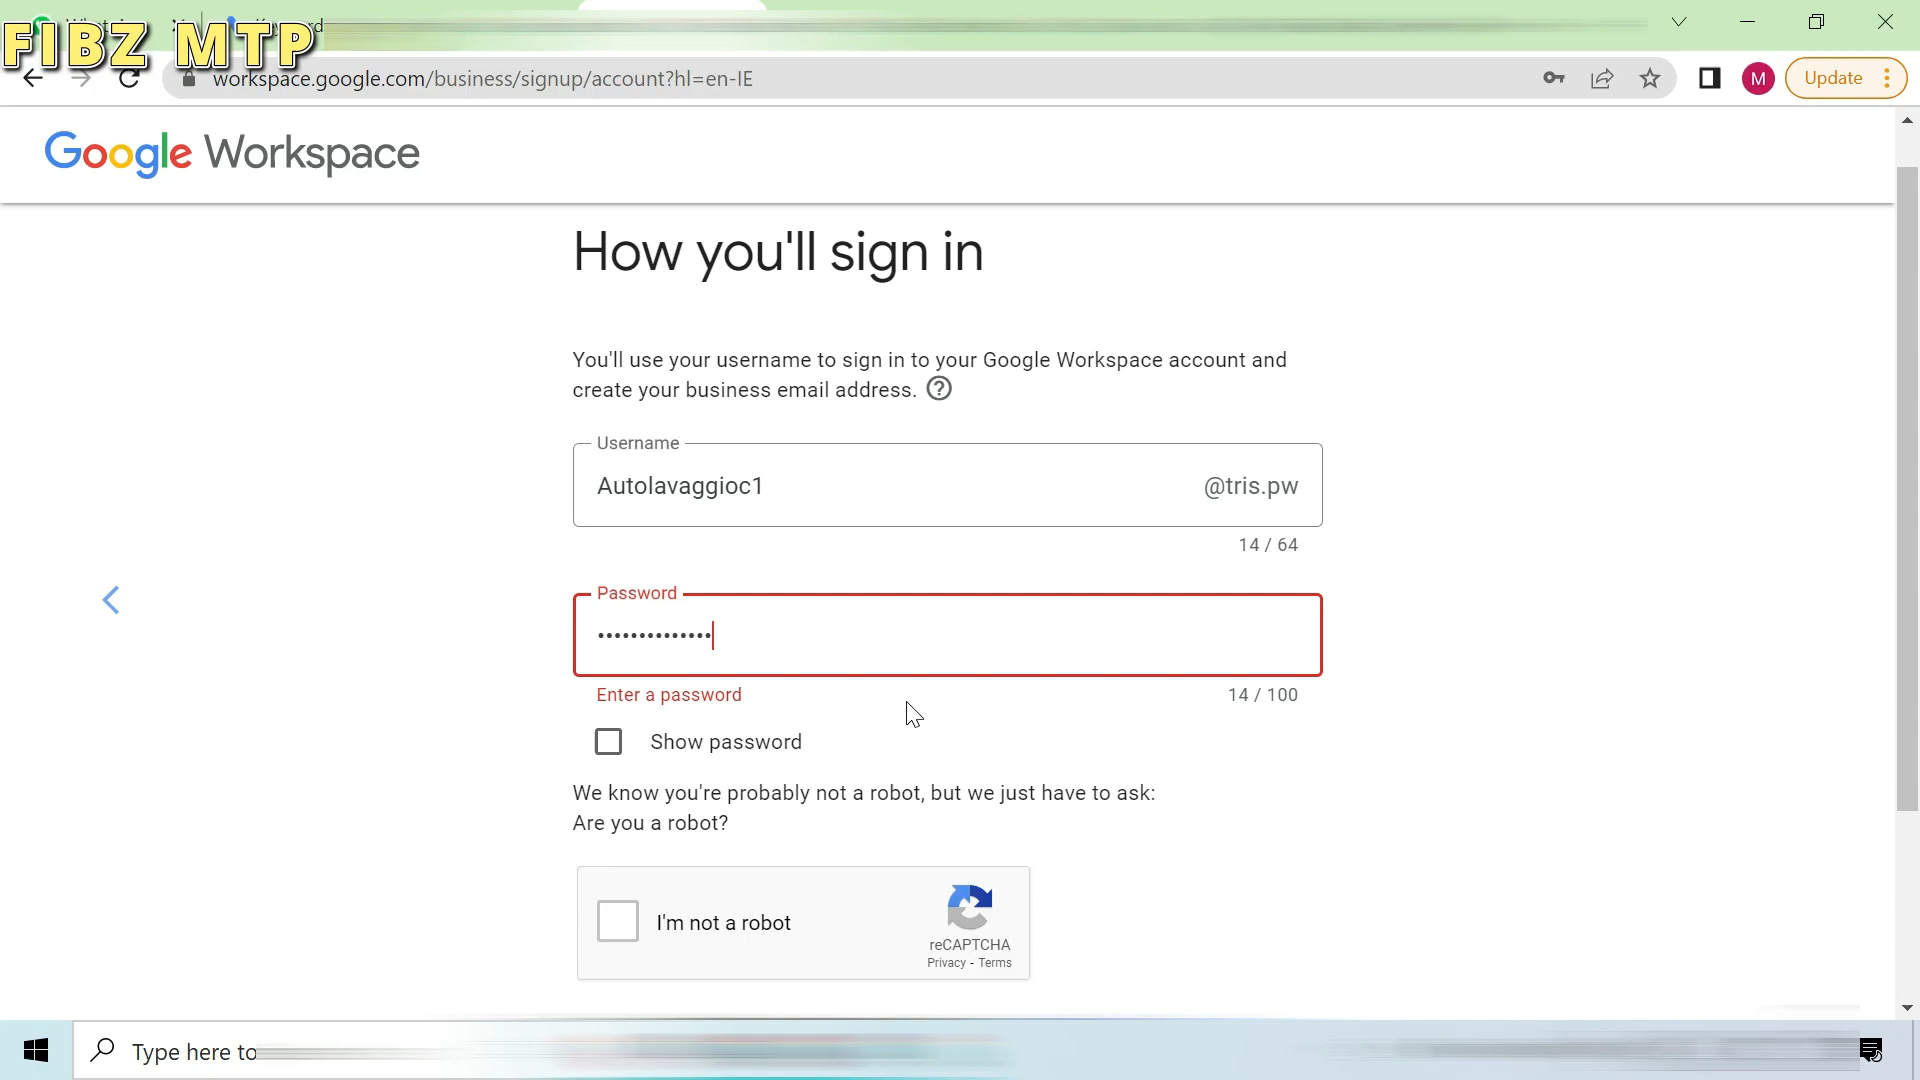 FIBZ MTP
workspace.google.com/business/signup/account?hl=en-IE
M
Update
Google Workspace
How you'll sign in
You'll use your username to sign in to your Google Workspace account and
create your business email address.
Username
Autolavaggioc1
@tris.pw
14 / 64
Password
••••••••••••••
Enter a password
14 / 100
Show password
We know you're probably not a robot, but we just have to ask:
Are you a robot?
I'm not a robot
reCAPTCHA
Privacy - Terms
Type here to